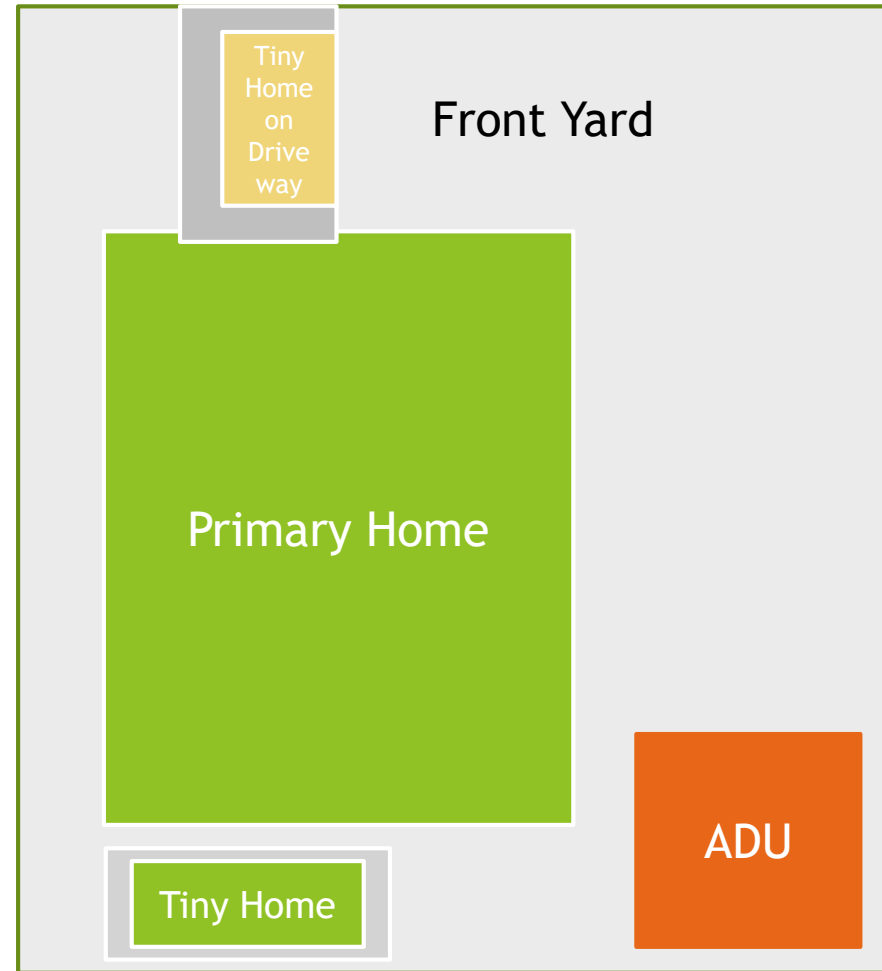 Tiny
Home
on
Drive
way
Front Yard
Primary Home
ADU
Tiny Home